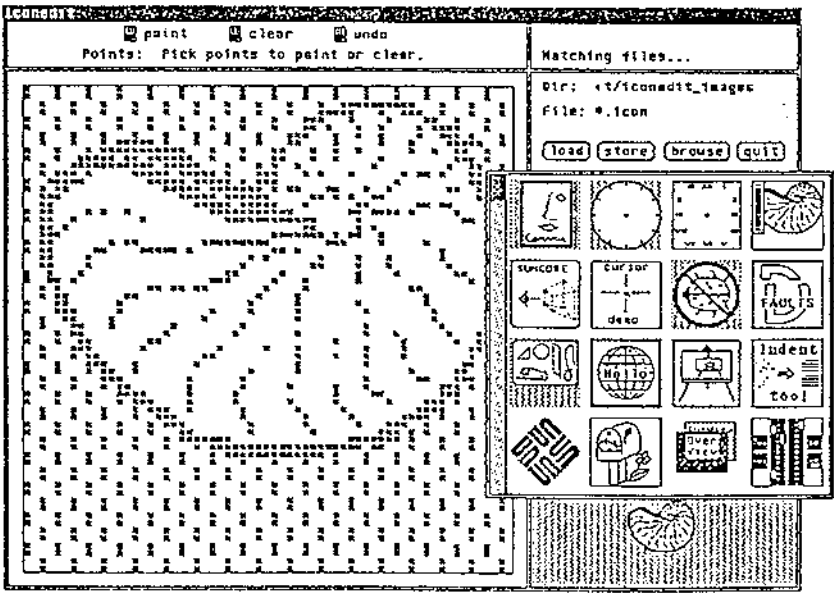 iconedit
paint clear undo
Points: Pick points to paint or clear.
Matching files...
Dir: <t/iconedit_images
File: *.icon
load store browse quit
SUNCORE
cursor
demo
FAULTS
Hello
Indent
tool
Over
View